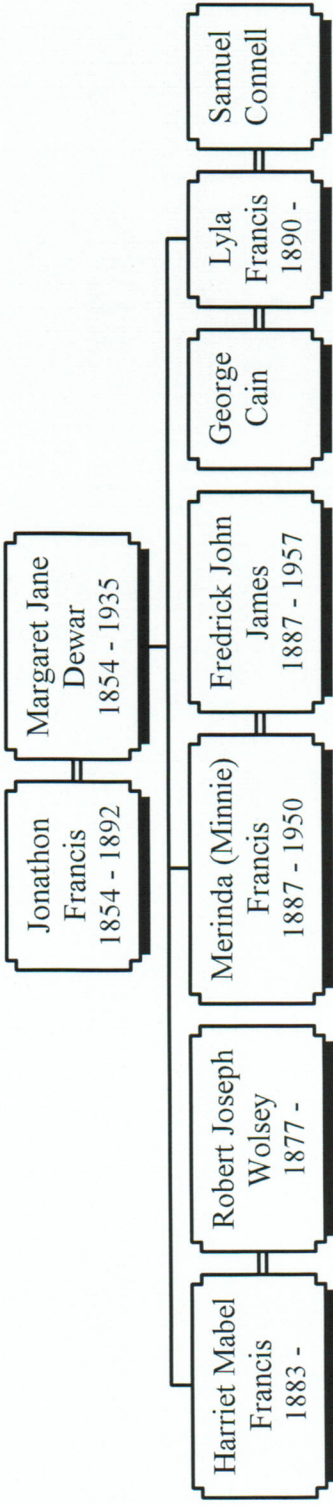 Jonathon
Francis
1854 - 1892
Margaret Jane
Dewar
1854 - 1935
Harriet Mabel
Francis
1883 -
Robert Joseph
Wolsey
1877 -
Merinda (Minnie)
Francis
1887 - 1950
Fredrick John
James
1887 - 1957
George
Cain
Lyla
Francis
1890 -
Samuel
Connell